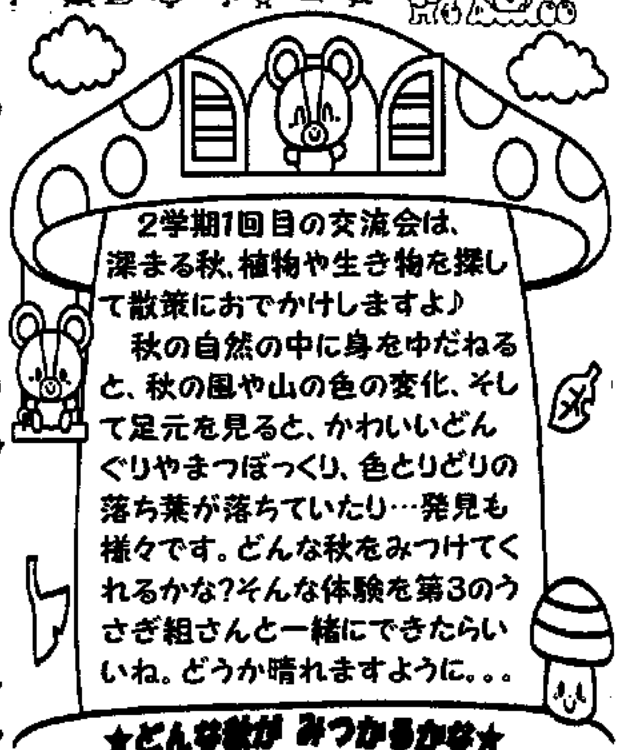 2学期1回目の交流会は、
深まる秋、植物や生き物を探し
て散策におでかけしますよ♪
秋の自然の中に身をゆだねる
と、秋の風や山の色の変化、そし
て足元を見ると、かわいいどん
ぐりやまつぼっくり、色とりどりの
落ち葉が落ちていたり…発見も
様々です。どんな秋をみつけてく
れるかな?そんな体験を第3のう
さぎ組さんと一緒にできたらい
いね。どうか晴れますように。。。
★どんな秋が みつかるかな★